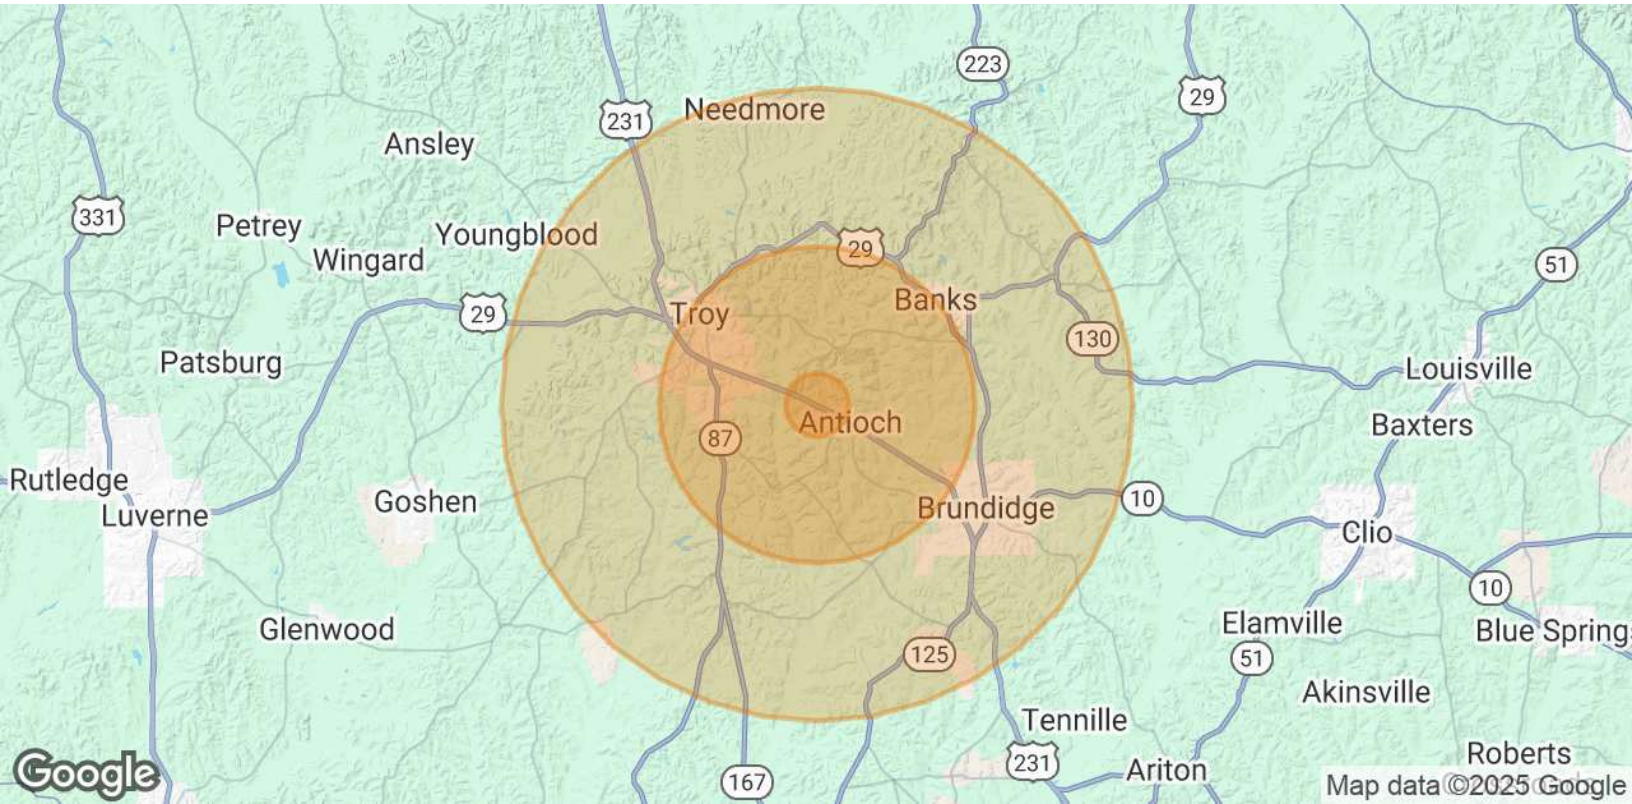 223
29
Needmore
231
Ansley
331
Petrey
Youngblood
Wingard
29
51
29
Troy
Banks
130
Patsburg
Louisville
Antioch
Baxters
87
Rutledge
Goshen
10
Luverne
Brundidge
Clio
10
Glenwood
Elamville
Blue Springs
125
51
Akinsville
Tennille
231
Roberts
Ariton
Google
167
Map data ©2025 Google